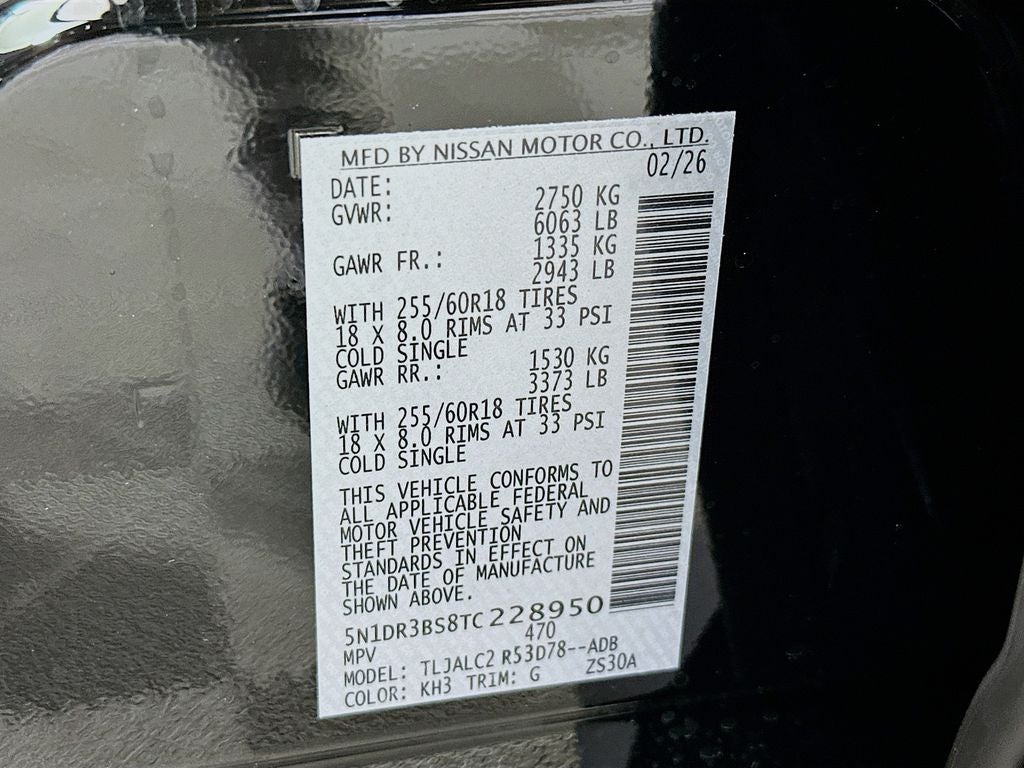 MFD BY NISSAN MOTOR CO., LTD.
DATE: 02/26
GVWR: 2750 KG
6063 LB
GAWR FR.: 1335 KG
2943 LB
WITH 255/60R18 TIRES
18 X 8.0 RIMS AT 33 PSI
COLD SINGLE
GAWR RR.: 1530 KG
3373 LB
WITH 255/60R18 TIRES
18 X 8.0 RIMS AT 33 PSI
COLD SINGLE
THIS VEHICLE CONFORMS TO
ALL APPLICABLE FEDERAL
MOTOR VEHICLE SAFETY AND
THEFT PREVENTION
STANDARDS IN EFFECT ON
THE DATE OF MANUFACTURE
SHOWN ABOVE.
5N1DR3BS8TC228950
MPV 470
MODEL: TLJALC2 R53D78--ADB
COLOR: KH3 TRIM: G ZS30A